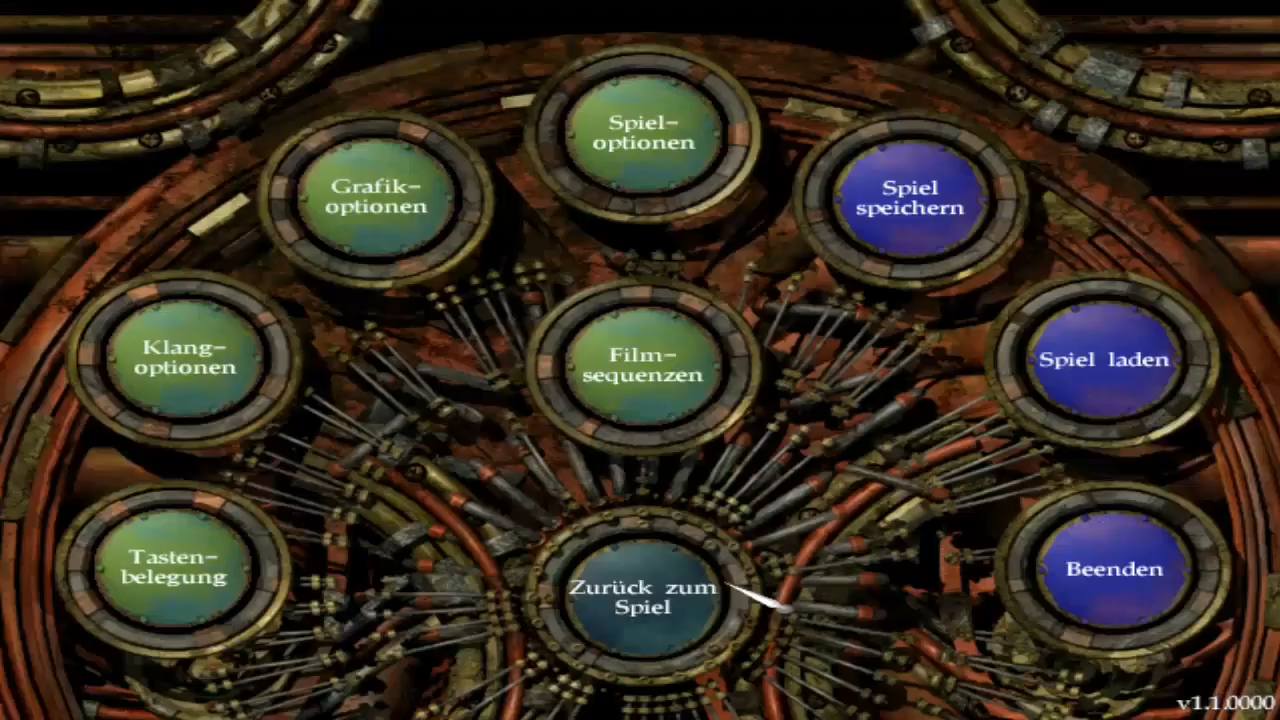 Spiel-
optionen
Grafik-
optionen
Spiel
speichern
Klang-
optionen
Film-
sequenzen
Spiel laden
Tasten-
belegung
Zurück zum
Spiel
Beenden
v1.1.0000